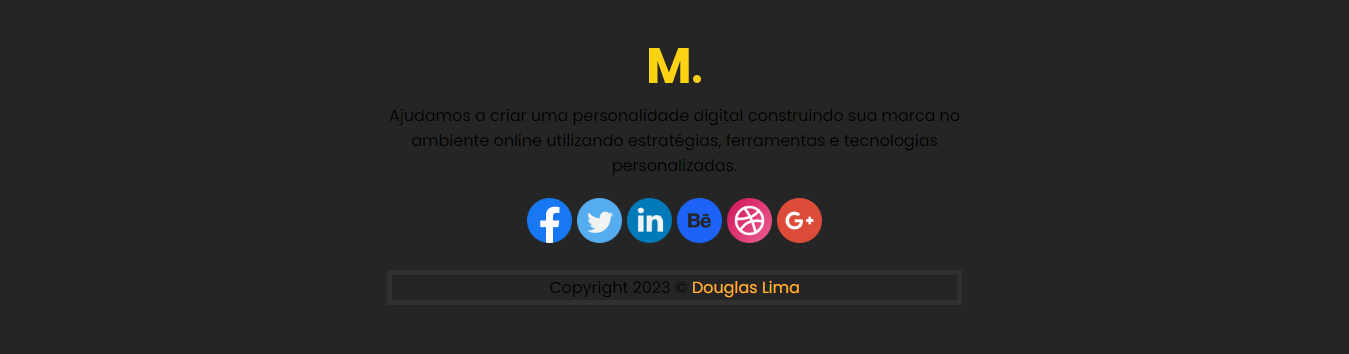 M.
Ajudamos a criar uma personalidade digital construindo sua marca no
ambiente online utilizando estratégias, ferramentas e tecnologias
personalizadas.
f in Bē G+
Copyright 2023 © Douglas Lima